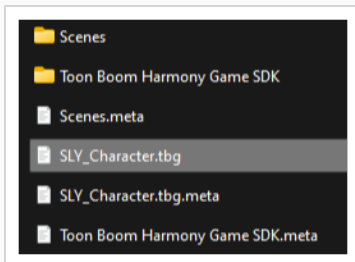 Scenes
Toon Boom Harmony Game SDK
Scenes.meta
SLY_Character.tbg
SLY_Character.tbg.meta
Toon Boom Harmony Game SDK.meta